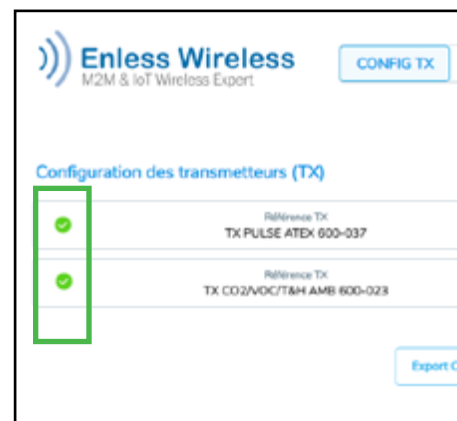 Enless Wireless
M2M & IoT Wireless Expert
CONFIG TX
Configuration des transmetteurs (TX)
Référence TX
TX PULSE ATEX 600-037
Référence TX
TX CO2/VOC/T&H AMB 600-023
Export C